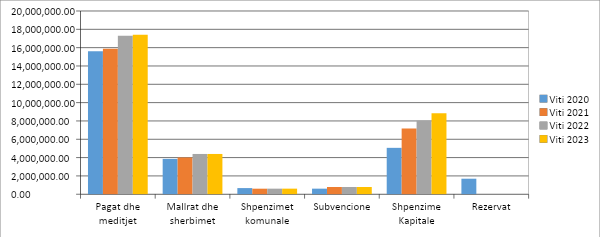 20,000,000.00
18,000,000.00
16,000,000.00
14,000,000.00
12,000,000.00
10,000,000.00
8,000,000.00
6,000,000.00
4,000,000.00
2,000,000.00
0.00
Pagat dhe
meditjet
Mallrat dhe
sherbimet
Shpenzimet
komunale
Subvencione
Shpenzime
Kapitale
Rezervat
Viti 2020
Viti 2021
Viti 2022
Viti 2023